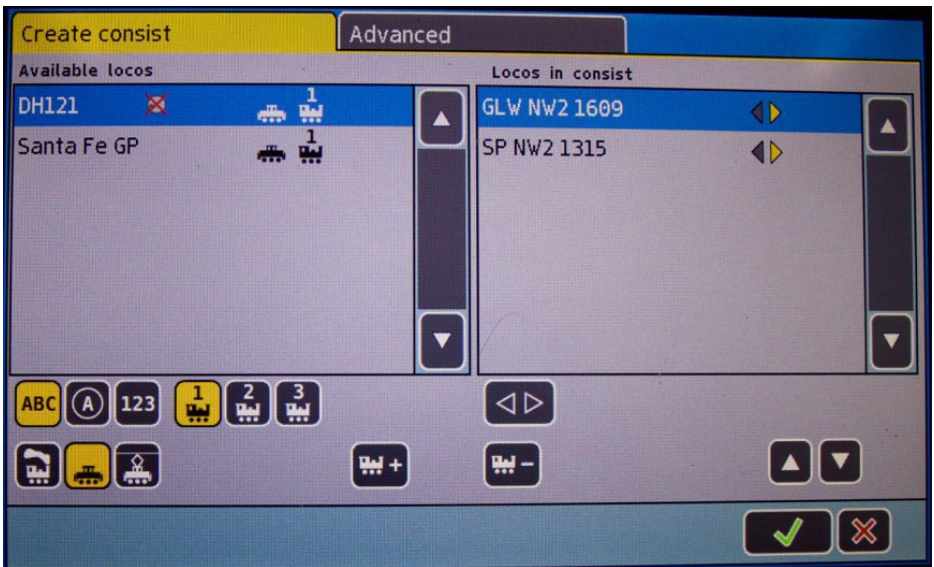 Create consist
Advanced
Available locos
Locos in consist
DH121
1
GLW NW2 1609
Santa Fe GP
1
SP NW2 1315
ABC
A
123
1
2
3